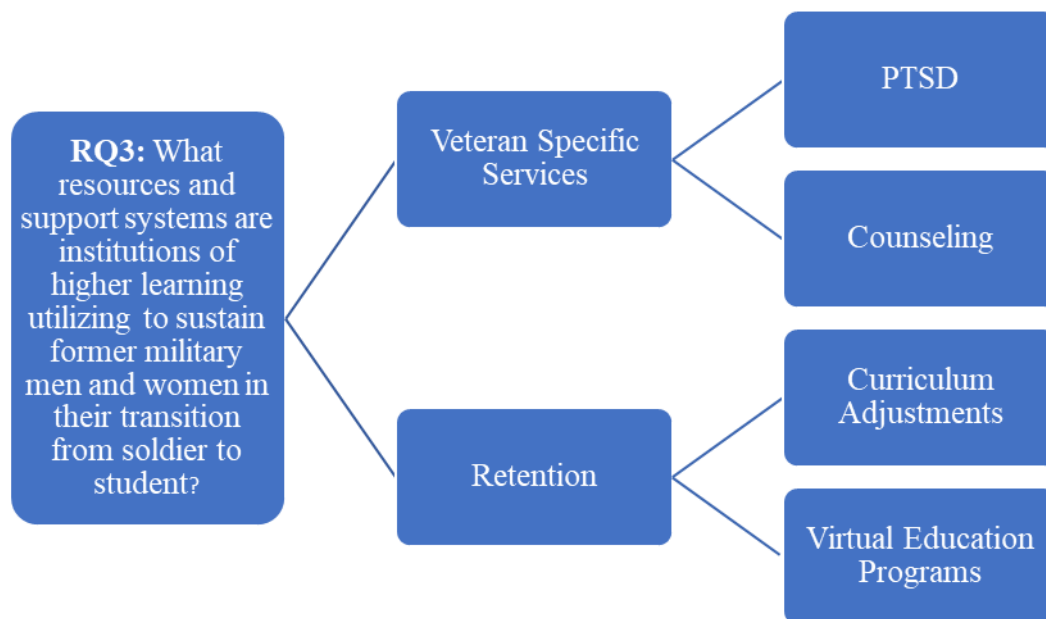 RQ3: What
resources and
support systems are
institutions of
higher learning
utilizing to sustain
former military
men and women in
their transition
from soldier to
student?
Veteran Specific
Services
PTSD
Counseling
Retention
Curriculum
Adjustments
Virtual Education
Programs